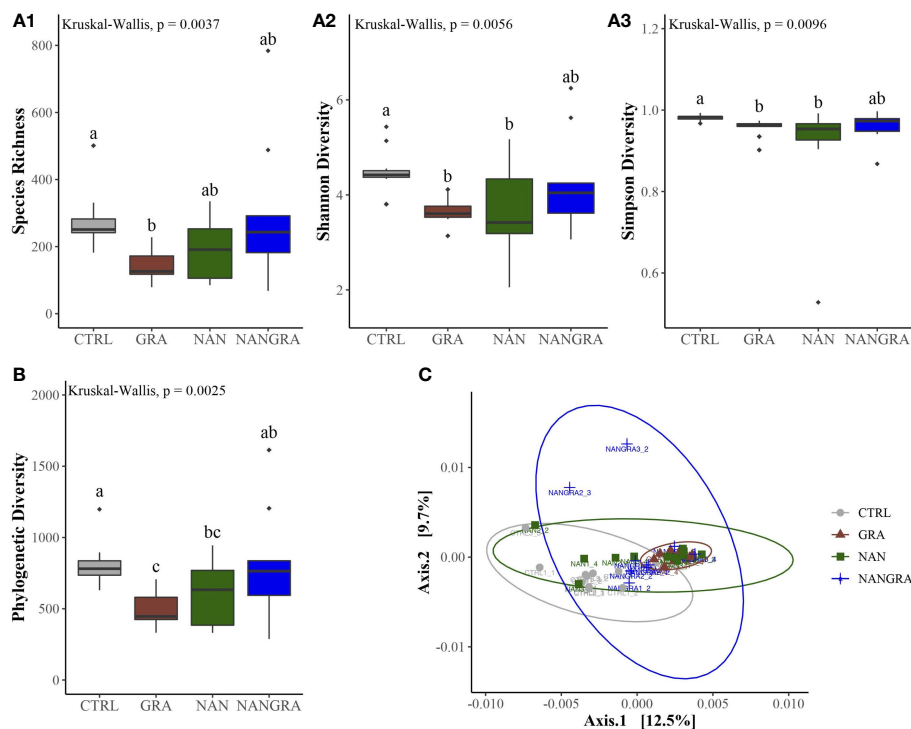 A1
Kruskal-Wallis, p = 0.0037
800
600
400
200
0
Species Richness
a
b
ab
ab
CTRL GRA NAN NANGRA
A2
Kruskal-Wallis, p = 0.0056
6
4
2
Shannon Diversity
a
b
b
ab
CTRL GRA NAN NANGRA
A3
Kruskal-Wallis, p = 0.0096
1.0
0.8
0.6
Simpson Diversity
a
b
b
ab
CTRL GRA NAN NANGRA
B
Kruskal-Wallis, p = 0.0025
2000
1500
1000
500
0
Phylogenetic Diversity
a
c
bc
ab
CTRL GRA NAN NANGRA
C
0.01
0.00
-0.01
Axis.2 [9.7%]
NANGRA3_2
NANGRA2_3
NAN1_4
NANGRA2_2
NANGRA1_2
-0.010 -0.005 0.000 0.005 0.010
Axis.1 [12.5%]
CTRL
GRA
NAN
NANGRA